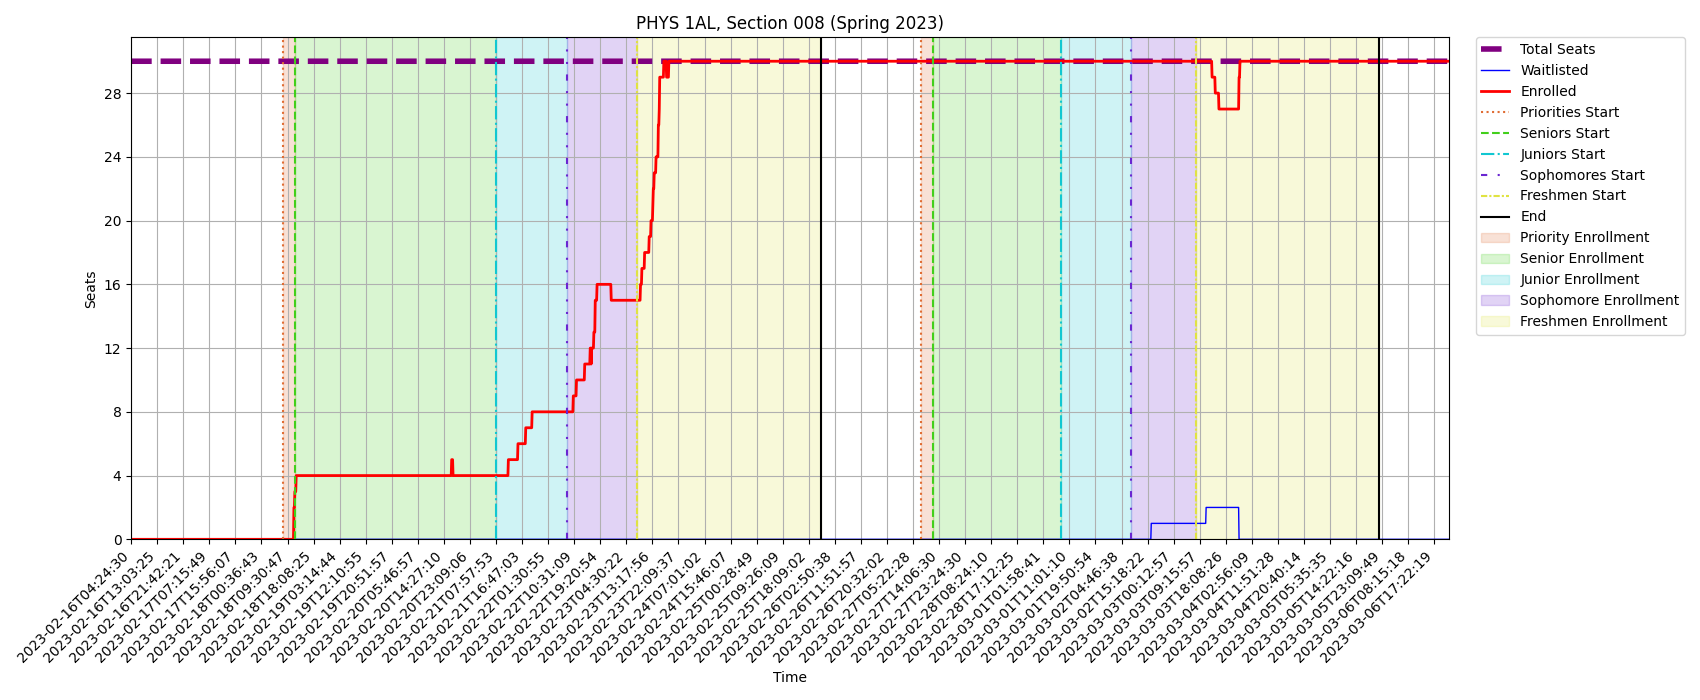 PHYS 1AL, Section 008 (Spring 2023)
Seats
28
24
20
16
12
8
4
0
2023-02-16T04:24:30
2023-02-16T13:03:25
2023-02-16T21:42:21
2023-02-17T07:15:49
2023-02-17T15:56:07
2023-02-18T00:36:43
2023-02-18T09:30:47
2023-02-18T18:08:25
2023-02-19T03:14:44
2023-02-19T12:10:55
2023-02-19T20:51:57
2023-02-20T05:46:57
2023-02-20T14:27:10
2023-02-20T23:09:06
2023-02-21T07:57:53
2023-02-21T16:47:03
2023-02-22T01:30:55
2023-02-22T10:31:09
2023-02-22T19:20:54
2023-02-23T04:30:22
2023-02-23T13:17:56
2023-02-23T22:09:37
2023-02-24T07:01:02
2023-02-24T15:46:07
2023-02-25T00:28:49
2023-02-25T09:26:09
2023-02-25T18:09:02
2023-02-26T02:50:38
2023-02-26T11:51:57
2023-02-26T20:32:02
2023-02-27T05:22:28
2023-02-27T14:06:30
2023-02-27T23:24:30
2023-02-28T08:24:10
2023-02-28T17:12:25
2023-03-01T01:58:41
2023-03-01T11:01:10
2023-03-01T19:50:54
2023-03-02T04:46:38
2023-03-02T15:18:22
2023-03-03T00:12:57
2023-03-03T09:15:57
2023-03-03T18:08:26
2023-03-04T02:56:09
2023-03-04T11:51:28
2023-03-04T20:40:14
2023-03-05T05:35:35
2023-03-05T14:22:16
2023-03-05T23:09:49
2023-03-06T08:15:18
2023-03-06T17:22:19
Time
Total Seats
Waitlisted
Enrolled
Priorities Start
Seniors Start
Juniors Start
Sophomores Start
Freshmen Start
End
Priority Enrollment
Senior Enrollment
Junior Enrollment
Sophomore Enrollment
Freshmen Enrollment